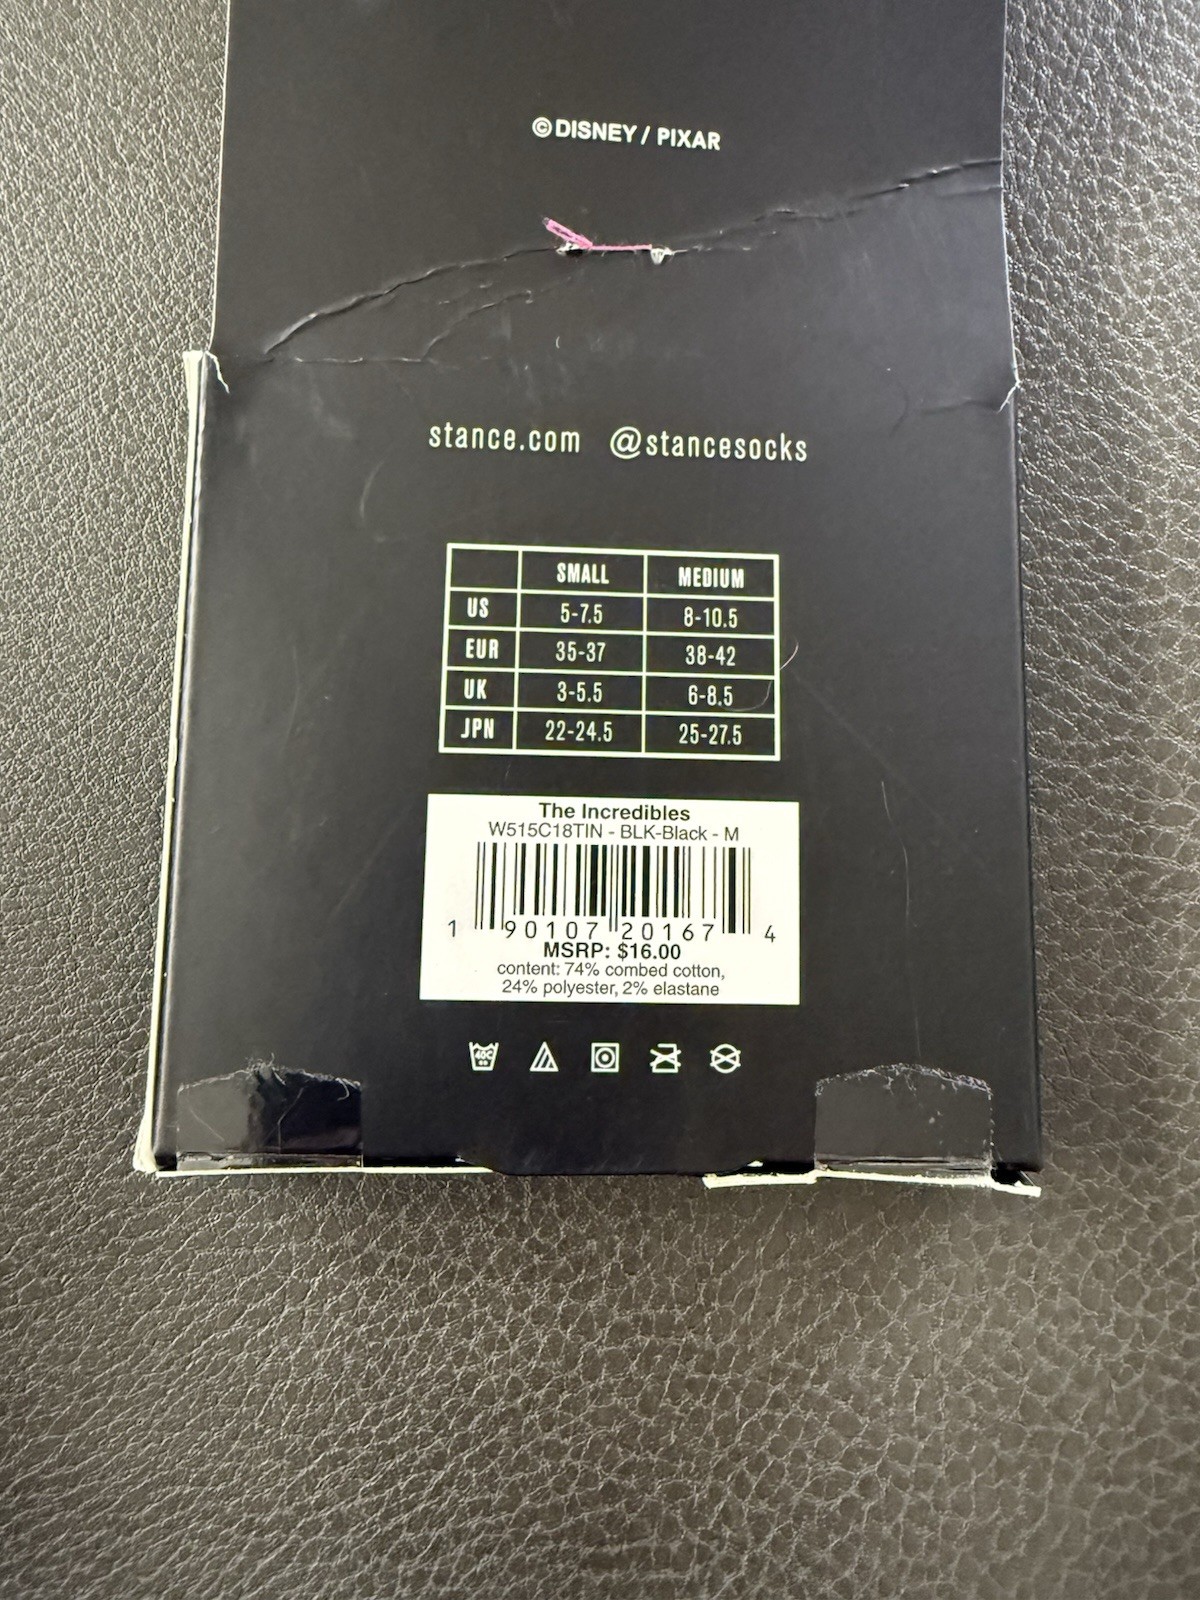 ©DISNEY / PIXAR
stance.com @stancesocks
SMALL MEDIUM
US 5-7.5 8-10.5
EUR 35-37 38-42
UK 3-5.5 6-8.5
JPN 22-24.5 25-27.5
The Incredibles
W515C18TIN - BLK-Black - M
1 90107 20167 4
MSRP: $16.00
content: 74% combed cotton,
24% polyester, 2% elastane
40C